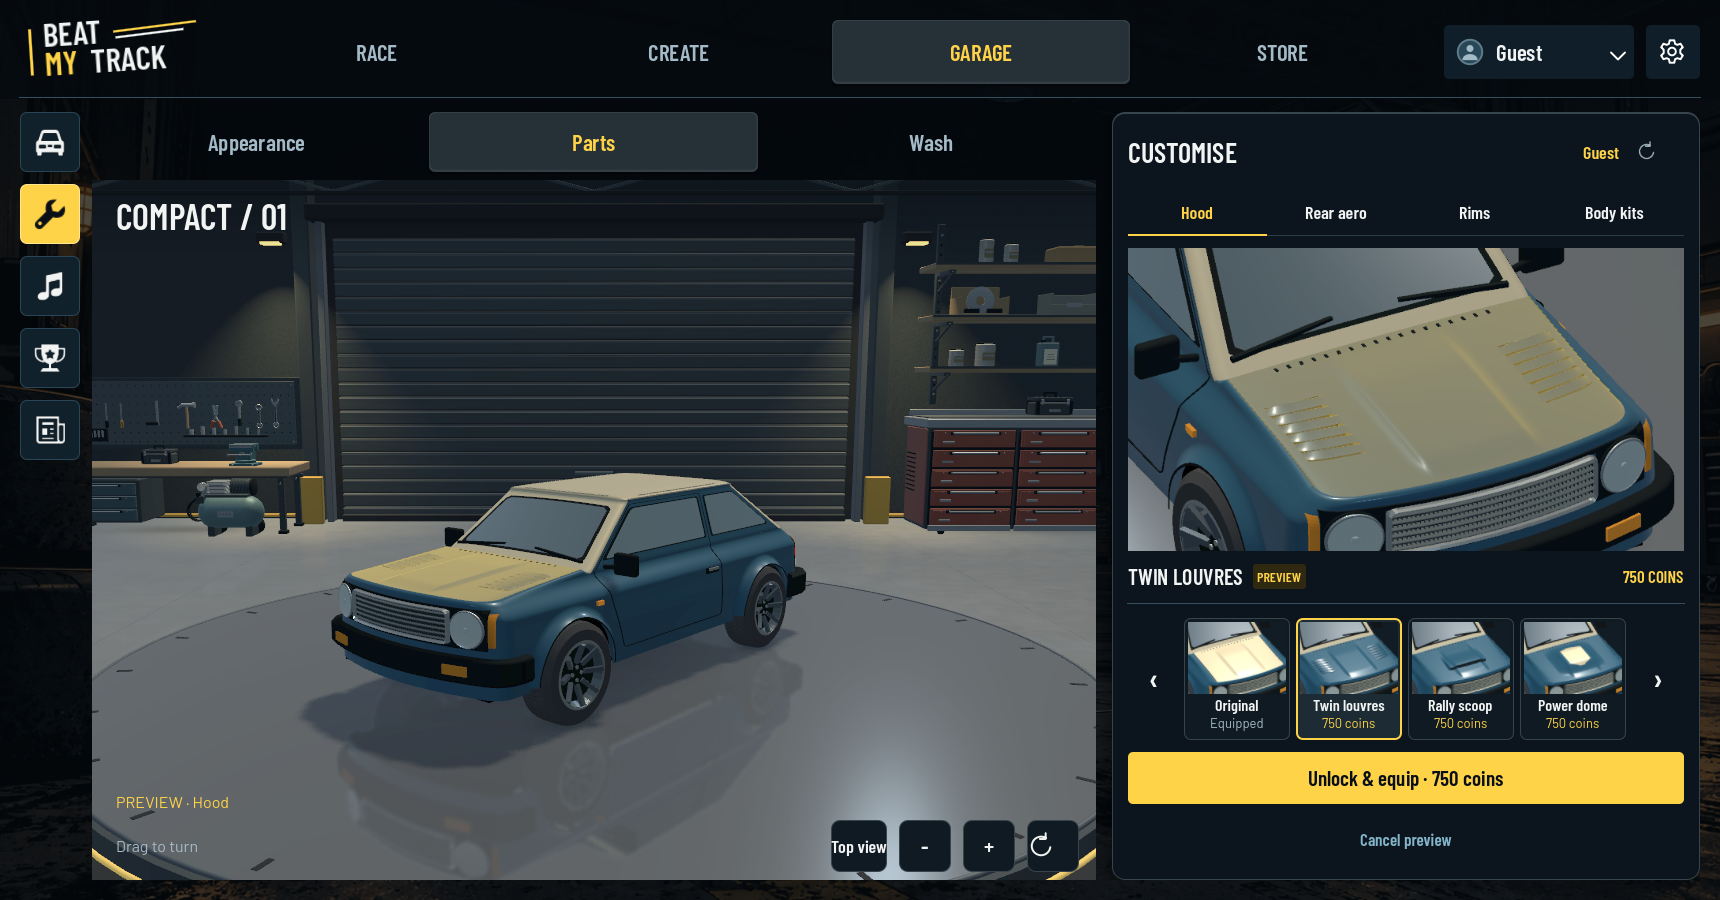 BEAT
MY TRACK
RACE
CREATE
GARAGE
STORE
Guest
Appearance
Parts
Wash
COMPACT / 01
PREVIEW · Hood
Drag to turn
Top view
-
+
CUSTOMISE
Guest
Hood
Rear aero
Rims
Body kits
TWIN LOUVRES
PREVIEW
750 COINS
‹
Original
Equipped
Twin louvres
750 coins
Rally scoop
750 coins
Power dome
750 coins
›
Unlock & equip · 750 coins
Cancel preview